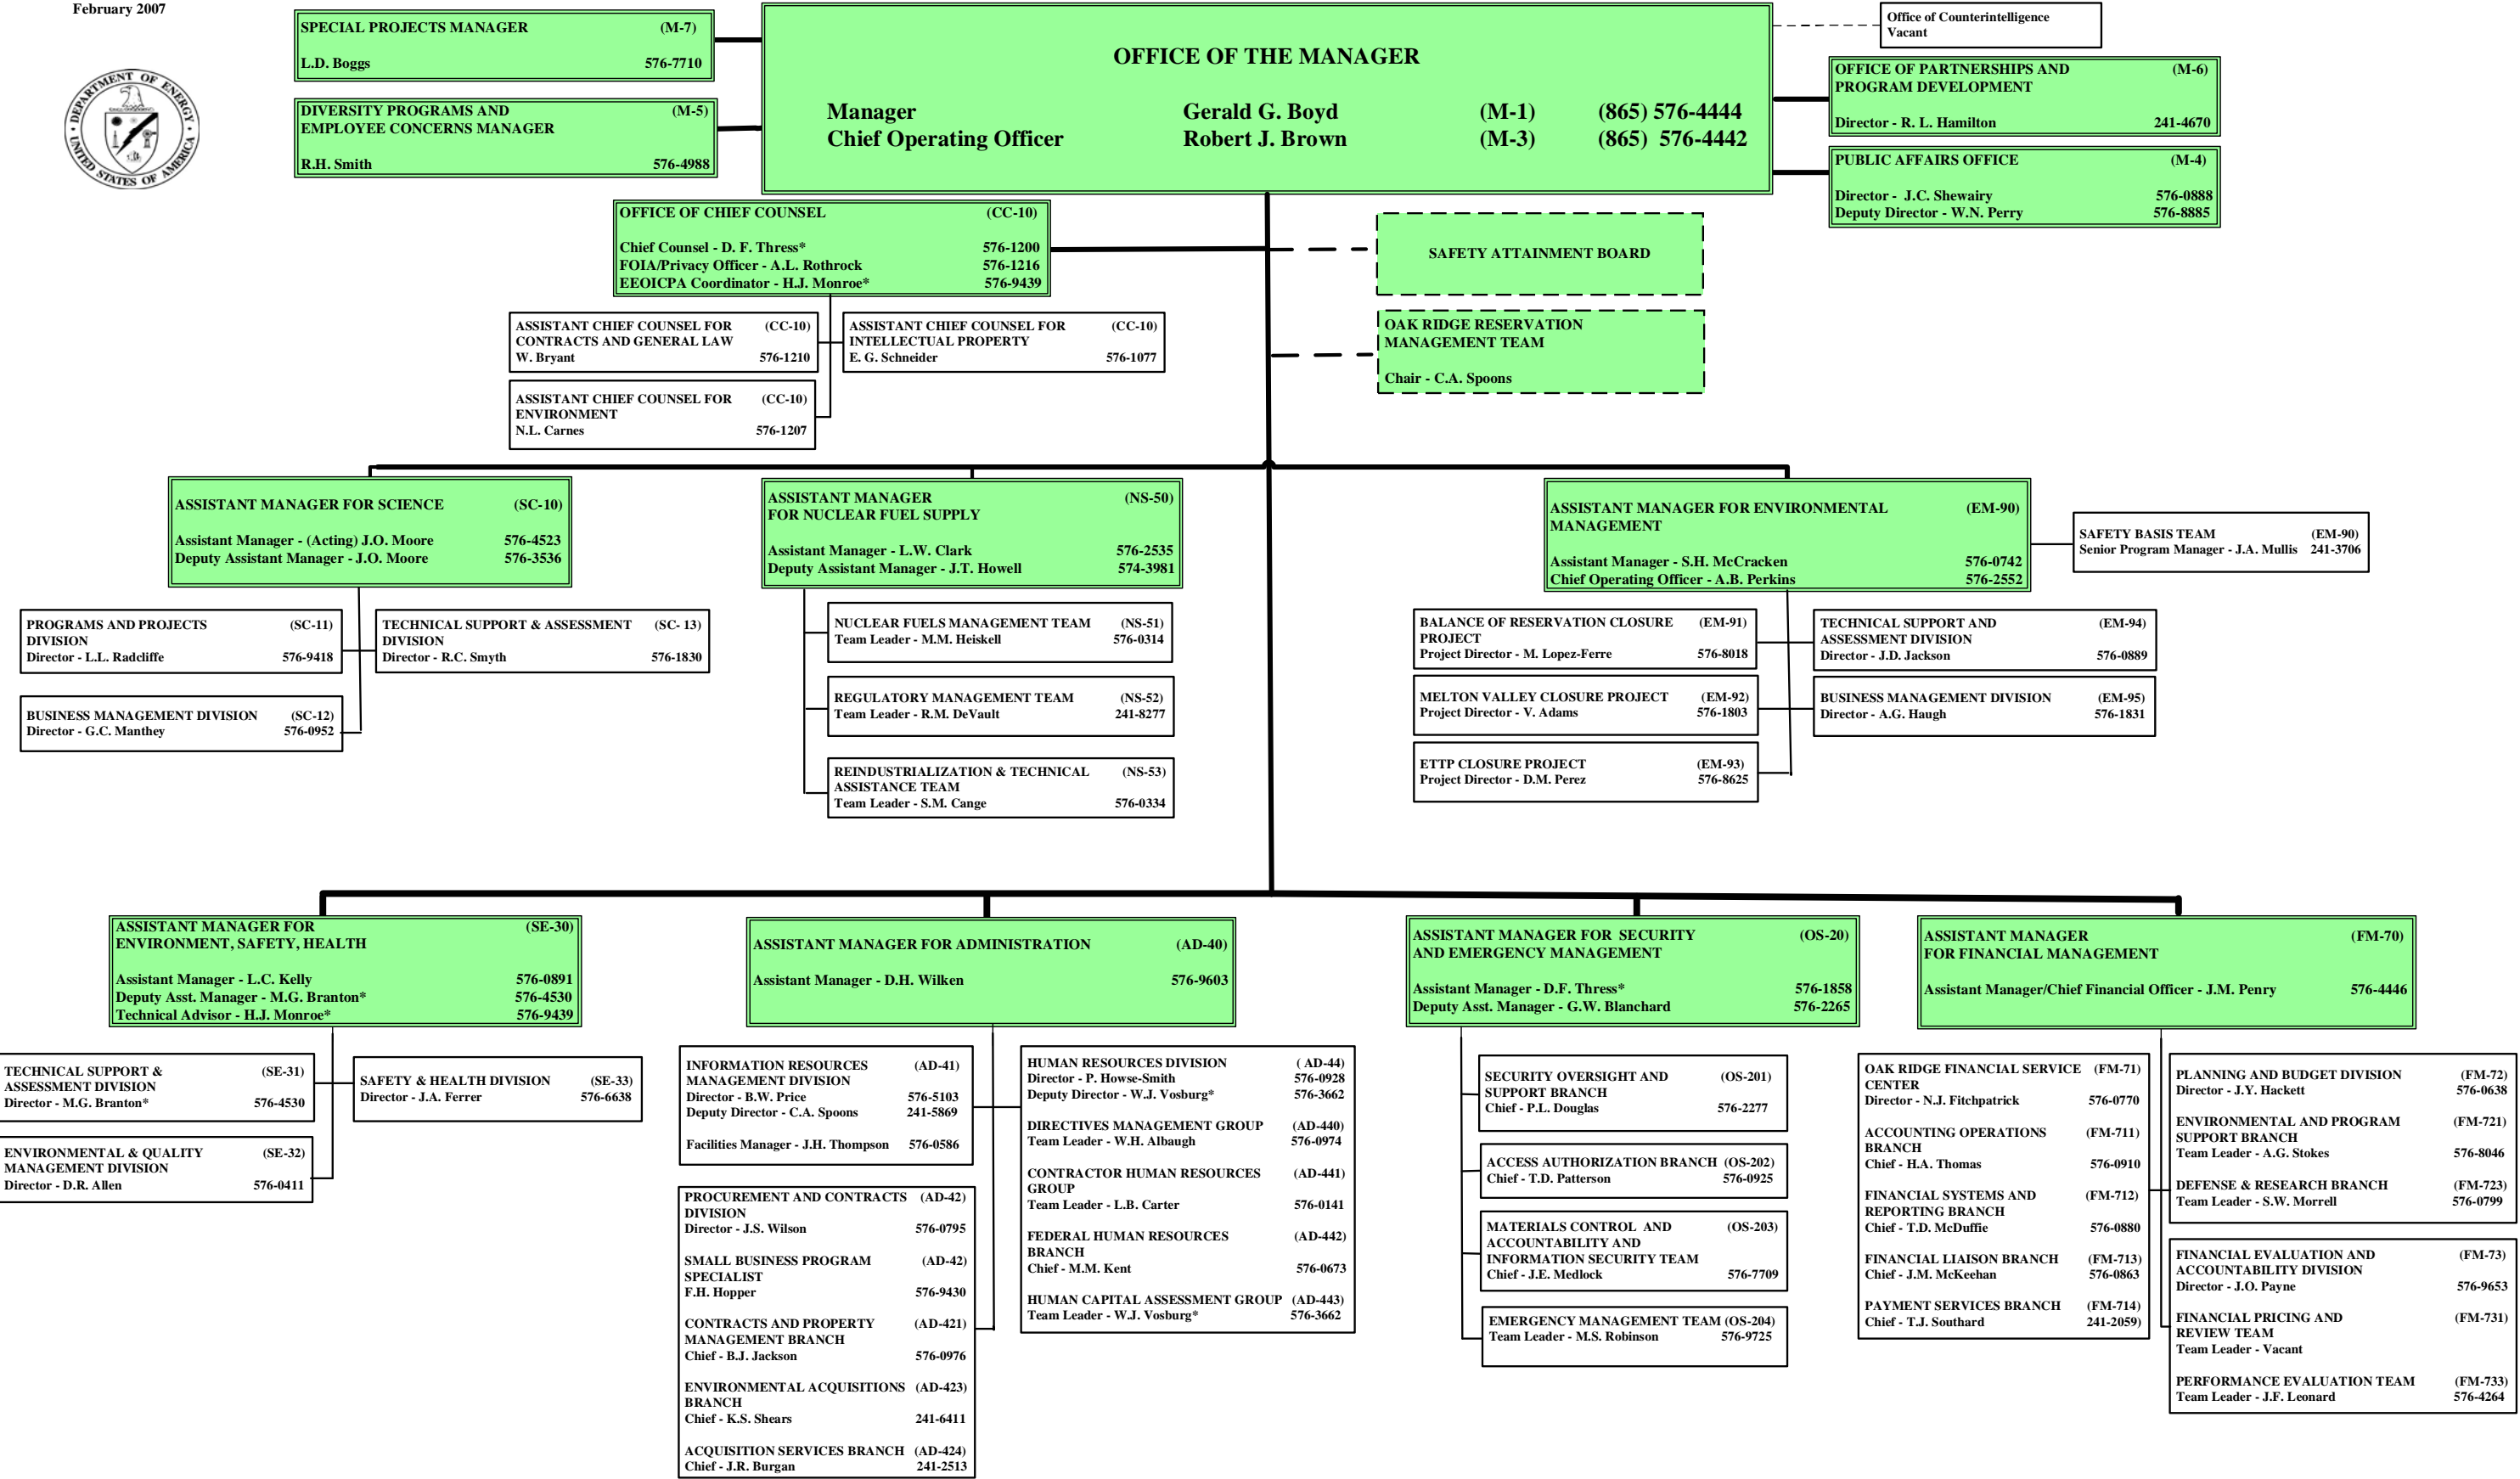 February 2007
DEPARTMENT OF ENERGY
UNITED STATES OF AMERICA
SPECIAL PROJECTS MANAGER (M-7)
L.D. Boggs 576-7710
DIVERSITY PROGRAMS AND (M-5)
EMPLOYEE CONCERNS MANAGER
R.H. Smith 576-4988
OFFICE OF THE MANAGER
Manager Gerald G. Boyd (M-1) (865) 576-4444
Chief Operating Officer Robert J. Brown (M-3) (865) 576-4442
Office of Counterintelligence
Vacant
OFFICE OF PARTNERSHIPS AND (M-6)
PROGRAM DEVELOPMENT
Director - R. L. Hamilton 241-4670
PUBLIC AFFAIRS OFFICE (M-4)
Director - J.C. Shewairy 576-0888
Deputy Director - W.N. Perry 576-8885
OFFICE OF CHIEF COUNSEL (CC-10)
Chief Counsel - D. F. Thress* 576-1200
FOIA/Privacy Officer - A.L. Rothrock 576-1216
EEOICPA Coordinator - H.J. Monroe* 576-9439
SAFETY ATTAINMENT BOARD
ASSISTANT CHIEF COUNSEL FOR (CC-10)
CONTRACTS AND GENERAL LAW
W. Bryant 576-1210
ASSISTANT CHIEF COUNSEL FOR (CC-10)
INTELLECTUAL PROPERTY
E. G. Schneider 576-1077
OAK RIDGE RESERVATION
MANAGEMENT TEAM
Chair - C.A. Spoons
ASSISTANT CHIEF COUNSEL FOR (CC-10)
ENVIRONMENT
N.L. Carnes 576-1207
ASSISTANT MANAGER FOR SCIENCE (SC-10)
Assistant Manager - (Acting) J.O. Moore 576-4523
Deputy Assistant Manager - J.O. Moore 576-3536
PROGRAMS AND PROJECTS (SC-11)
DIVISION
Director - L.L. Radcliffe 576-9418
TECHNICAL SUPPORT & ASSESSMENT (SC- 13)
DIVISION
Director - R.C. Smyth 576-1830
BUSINESS MANAGEMENT DIVISION (SC-12)
Director - G.C. Manthey 576-0952
ASSISTANT MANAGER (NS-50)
FOR NUCLEAR FUEL SUPPLY
Assistant Manager - L.W. Clark 576-2535
Deputy Assistant Manager - J.T. Howell 574-3981
NUCLEAR FUELS MANAGEMENT TEAM (NS-51)
Team Leader - M.M. Heiskell 576-0314
REGULATORY MANAGEMENT TEAM (NS-52)
Team Leader - R.M. DeVault 241-8277
REINDUSTRIALIZATION & TECHNICAL (NS-53)
ASSISTANCE TEAM
Team Leader - S.M. Cange 576-0334
ASSISTANT MANAGER FOR ENVIRONMENTAL (EM-90)
MANAGEMENT
Assistant Manager - S.H. McCracken 576-0742
Chief Operating Officer - A.B. Perkins 576-2552
SAFETY BASIS TEAM (EM-90)
Senior Program Manager - J.A. Mullis 241-3706
BALANCE OF RESERVATION CLOSURE (EM-91)
PROJECT
Project Director - M. Lopez-Ferre 576-8018
TECHNICAL SUPPORT AND (EM-94)
ASSESSMENT DIVISION
Director - J.D. Jackson 576-0889
MELTON VALLEY CLOSURE PROJECT (EM-92)
Project Director - V. Adams 576-1803
BUSINESS MANAGEMENT DIVISION (EM-95)
Director - A.G. Haugh 576-1831
ETTP CLOSURE PROJECT (EM-93)
Project Director - D.M. Perez 576-8625
ASSISTANT MANAGER FOR (SE-30)
ENVIRONMENT, SAFETY, HEALTH
Assistant Manager - L.C. Kelly 576-0891
Deputy Asst. Manager - M.G. Branton* 576-4530
Technical Advisor - H.J. Monroe* 576-9439
TECHNICAL SUPPORT & (SE-31)
ASSESSMENT DIVISION
Director - M.G. Branton* 576-4530
SAFETY & HEALTH DIVISION (SE-33)
Director - J.A. Ferrer 576-6638
ENVIRONMENTAL & QUALITY (SE-32)
MANAGEMENT DIVISION
Director - D.R. Allen 576-0411
ASSISTANT MANAGER FOR ADMINISTRATION (AD-40)
Assistant Manager - D.H. Wilken 576-9603
INFORMATION RESOURCES (AD-41)
MANAGEMENT DIVISION
Director - B.W. Price 576-5103
Deputy Director - C.A. Spoons 241-5869
Facilities Manager - J.H. Thompson 576-0586
PROCUREMENT AND CONTRACTS (AD-42)
DIVISION
Director - J.S. Wilson 576-0795
SMALL BUSINESS PROGRAM (AD-42)
SPECIALIST
F.H. Hopper 576-9430
CONTRACTS AND PROPERTY (AD-421)
MANAGEMENT BRANCH
Chief - B.J. Jackson 576-0976
ENVIRONMENTAL ACQUISITIONS (AD-423)
BRANCH
Chief - K.S. Shears 241-6411
ACQUISITION SERVICES BRANCH (AD-424)
Chief - J.R. Burgan 241-2513
HUMAN RESOURCES DIVISION ( AD-44)
Director - P. Howse-Smith 576-0928
Deputy Director - W.J. Vosburg* 576-3662
DIRECTIVES MANAGEMENT GROUP (AD-440)
Team Leader - W.H. Albaugh 576-0974
CONTRACTOR HUMAN RESOURCES (AD-441)
GROUP
Team Leader - L.B. Carter 576-0141
FEDERAL HUMAN RESOURCES (AD-442)
BRANCH
Chief - M.M. Kent 576-0673
HUMAN CAPITAL ASSESSMENT GROUP (AD-443)
Team Leader - W.J. Vosburg* 576-3662
ASSISTANT MANAGER FOR SECURITY (OS-20)
AND EMERGENCY MANAGEMENT
Assistant Manager - D.F. Thress* 576-1858
Deputy Asst. Manager - G.W. Blanchard 576-2265
SECURITY OVERSIGHT AND (OS-201)
SUPPORT BRANCH
Chief - P.L. Douglas 576-2277
ACCESS AUTHORIZATION BRANCH (OS-202)
Chief - T.D. Patterson 576-0925
MATERIALS CONTROL AND (OS-203)
ACCOUNTABILITY AND
INFORMATION SECURITY TEAM
Chief - J.E. Medlock 576-7709
EMERGENCY MANAGEMENT TEAM (OS-204)
Team Leader - M.S. Robinson 576-9725
ASSISTANT MANAGER (FM-70)
FOR FINANCIAL MANAGEMENT
Assistant Manager/Chief Financial Officer - J.M. Penry 576-4446
OAK RIDGE FINANCIAL SERVICE (FM-71)
CENTER
Director - N.J. Fitchpatrick 576-0770
ACCOUNTING OPERATIONS (FM-711)
BRANCH
Chief - H.A. Thomas 576-0910
FINANCIAL SYSTEMS AND (FM-712)
REPORTING BRANCH
Chief - T.D. McDuffie 576-0880
FINANCIAL LIAISON BRANCH (FM-713)
Chief - J.M. McKeehan 576-0863
PAYMENT SERVICES BRANCH (FM-714)
Chief - T.J. Southard 241-2059)
PLANNING AND BUDGET DIVISION (FM-72)
Director - J.Y. Hackett 576-0638
ENVIRONMENTAL AND PROGRAM (FM-721)
SUPPORT BRANCH
Team Leader - A.G. Stokes 576-8046
DEFENSE & RESEARCH BRANCH (FM-723)
Team Leader - S.W. Morrell 576-0799
FINANCIAL EVALUATION AND (FM-73)
ACCOUNTABILITY DIVISION
Director - J.O. Payne 576-9653
FINANCIAL PRICING AND (FM-731)
REVIEW TEAM
Team Leader - Vacant
PERFORMANCE EVALUATION TEAM (FM-733)
Team Leader - J.F. Leonard 576-4264